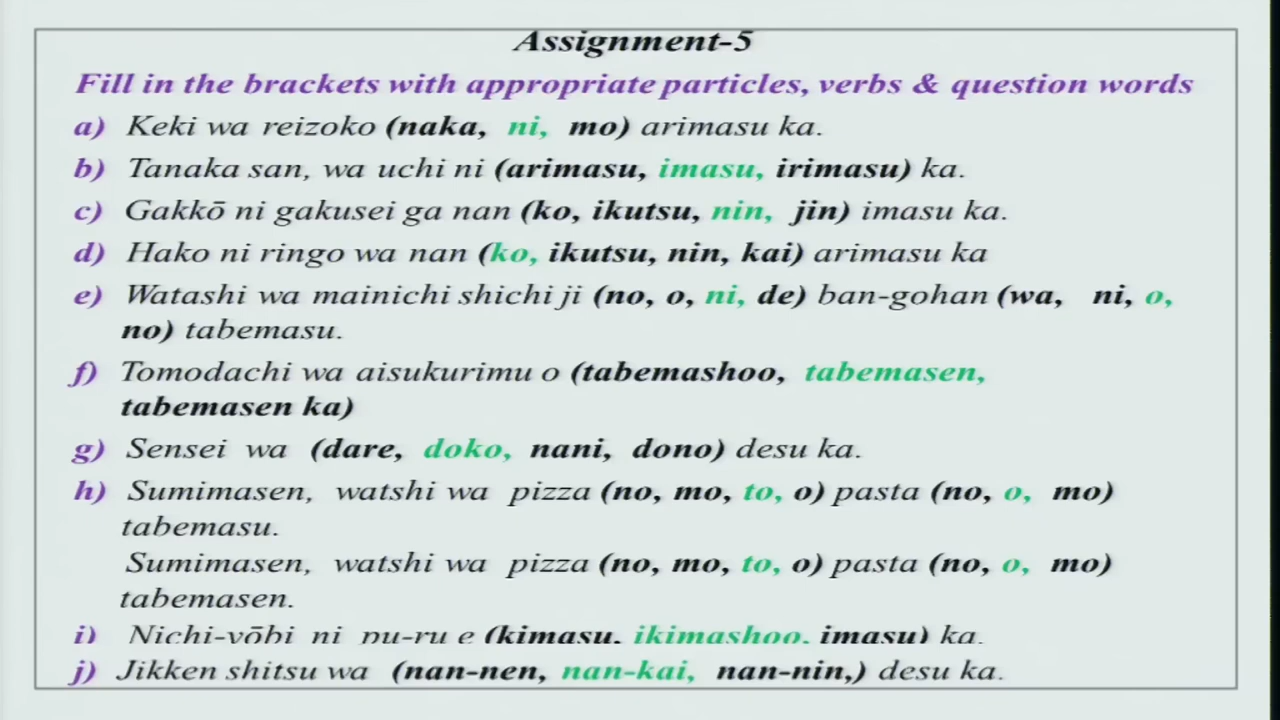 Assignment-5
Fill in the brackets with appropriate particles, verbs & question words
a) Keki wa reizoko (naka, ni, mo) arimasu ka.
b) Tanaka san, wa uchi ni (arimasu, imasu, irimasu) ka.
c) Gakkō ni gakusei ga nan (ko, ikutsu, nin, jin) imasu ka.
d) Hako ni ringo wa nan (ko, ikutsu, nin, kai) arimasu ka
e) Watashi wa mainichi shichi ji (no, o, ni, de) ban-gohan (wa, ni, o,
no) tabemasu.
f) Tomodachi wa aisukurimu o (tabemashoo, tabemasen,
tabemasen ka)
g) Sensei wa (dare, doko, nani, dono) desu ka.
h) Sumimasen, watshi wa pizza (no, mo, to, o) pasta (no, o, mo)
tabemasu.
Sumimasen, watshi wa pizza (no, mo, to, o) pasta (no, o, mo)
tabemasen.
i) Nichi-yōbi ni pu-ru e (kimasu, ikimashoo, imasu) ka.
j) Jikken shitsu wa (nan-nen, nan-kai, nan-nin,) desu ka.